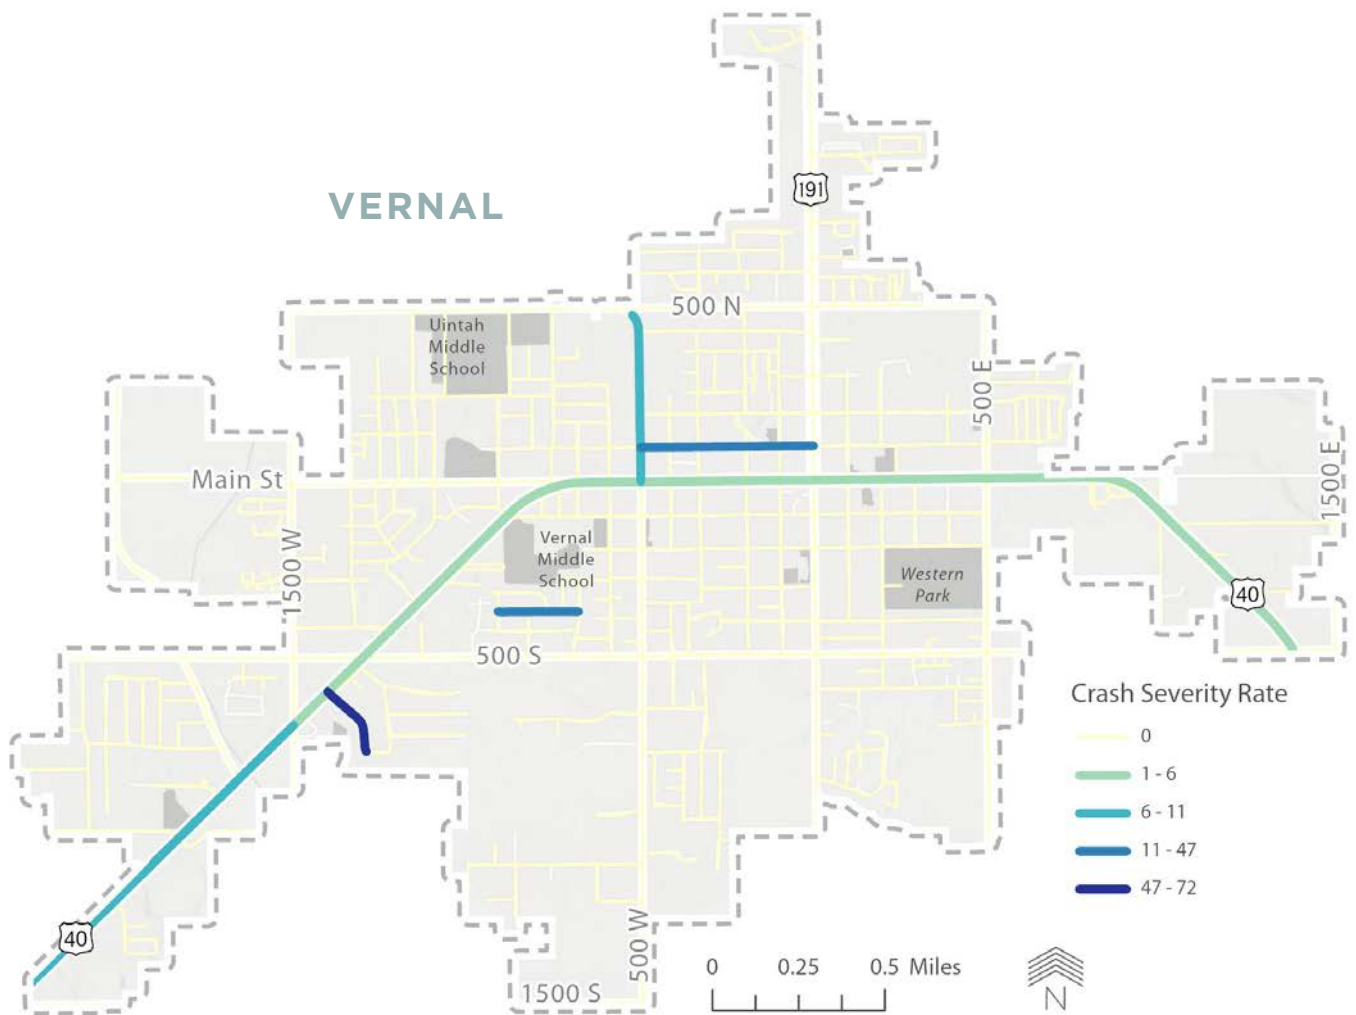 191
VERNAL
500 N
Uintah
Middle
School
500 E
Main St
1500 E
1500 W
Vernal
Middle
School
Western
Park
40
500 S
Crash Severity Rate
0
1 - 6
6 - 11
11 - 47
47 - 72
40
500 W
1500 S
0 0.25 0.5 Miles
N